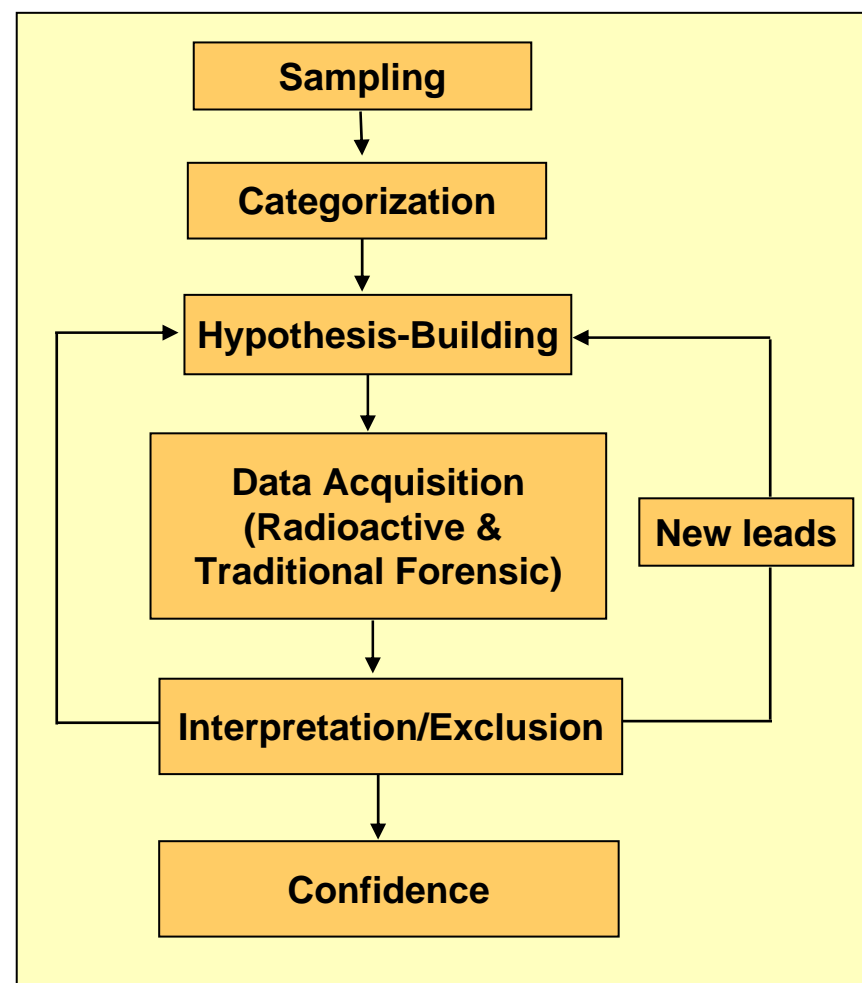 Sampling
Categorization
Hypothesis-Building
Data Acquisition
(Radioactive &
Traditional Forensic)
New leads
Interpretation/Exclusion
Confidence